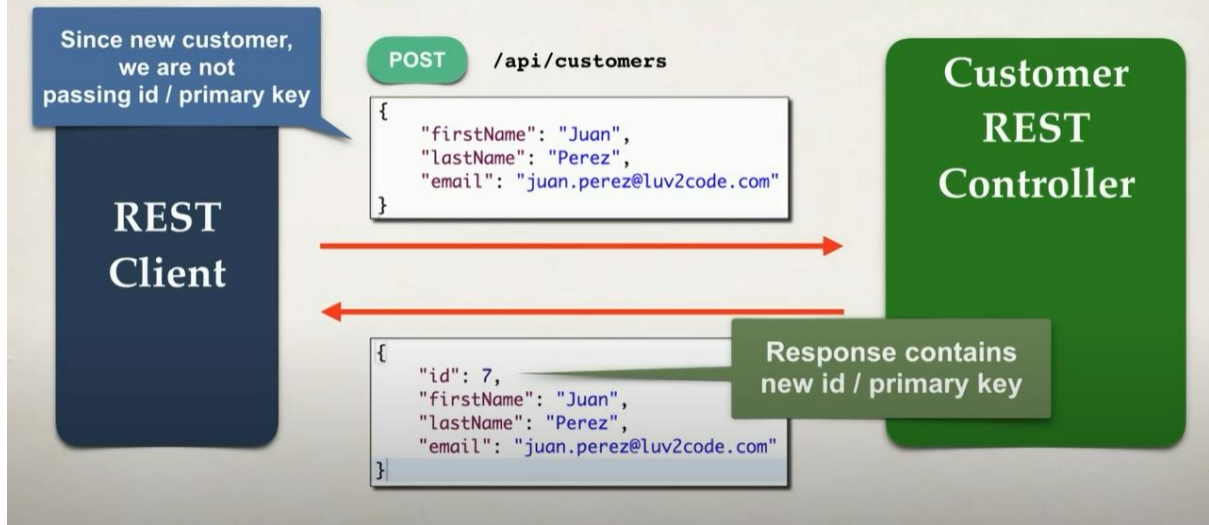 Since new customer,
we are not
passing id / primary key
POST /api/customers
{
"firstName": "Juan",
"lastName": "Perez",
"email": "juan.perez@luv2code.com"
}
REST
Client
Customer
REST
Controller
{
"id": 7,
"firstName": "Juan",
"lastName": "Perez",
"email": "juan.perez@luv2code.com"
}
Response contains
new id / primary key